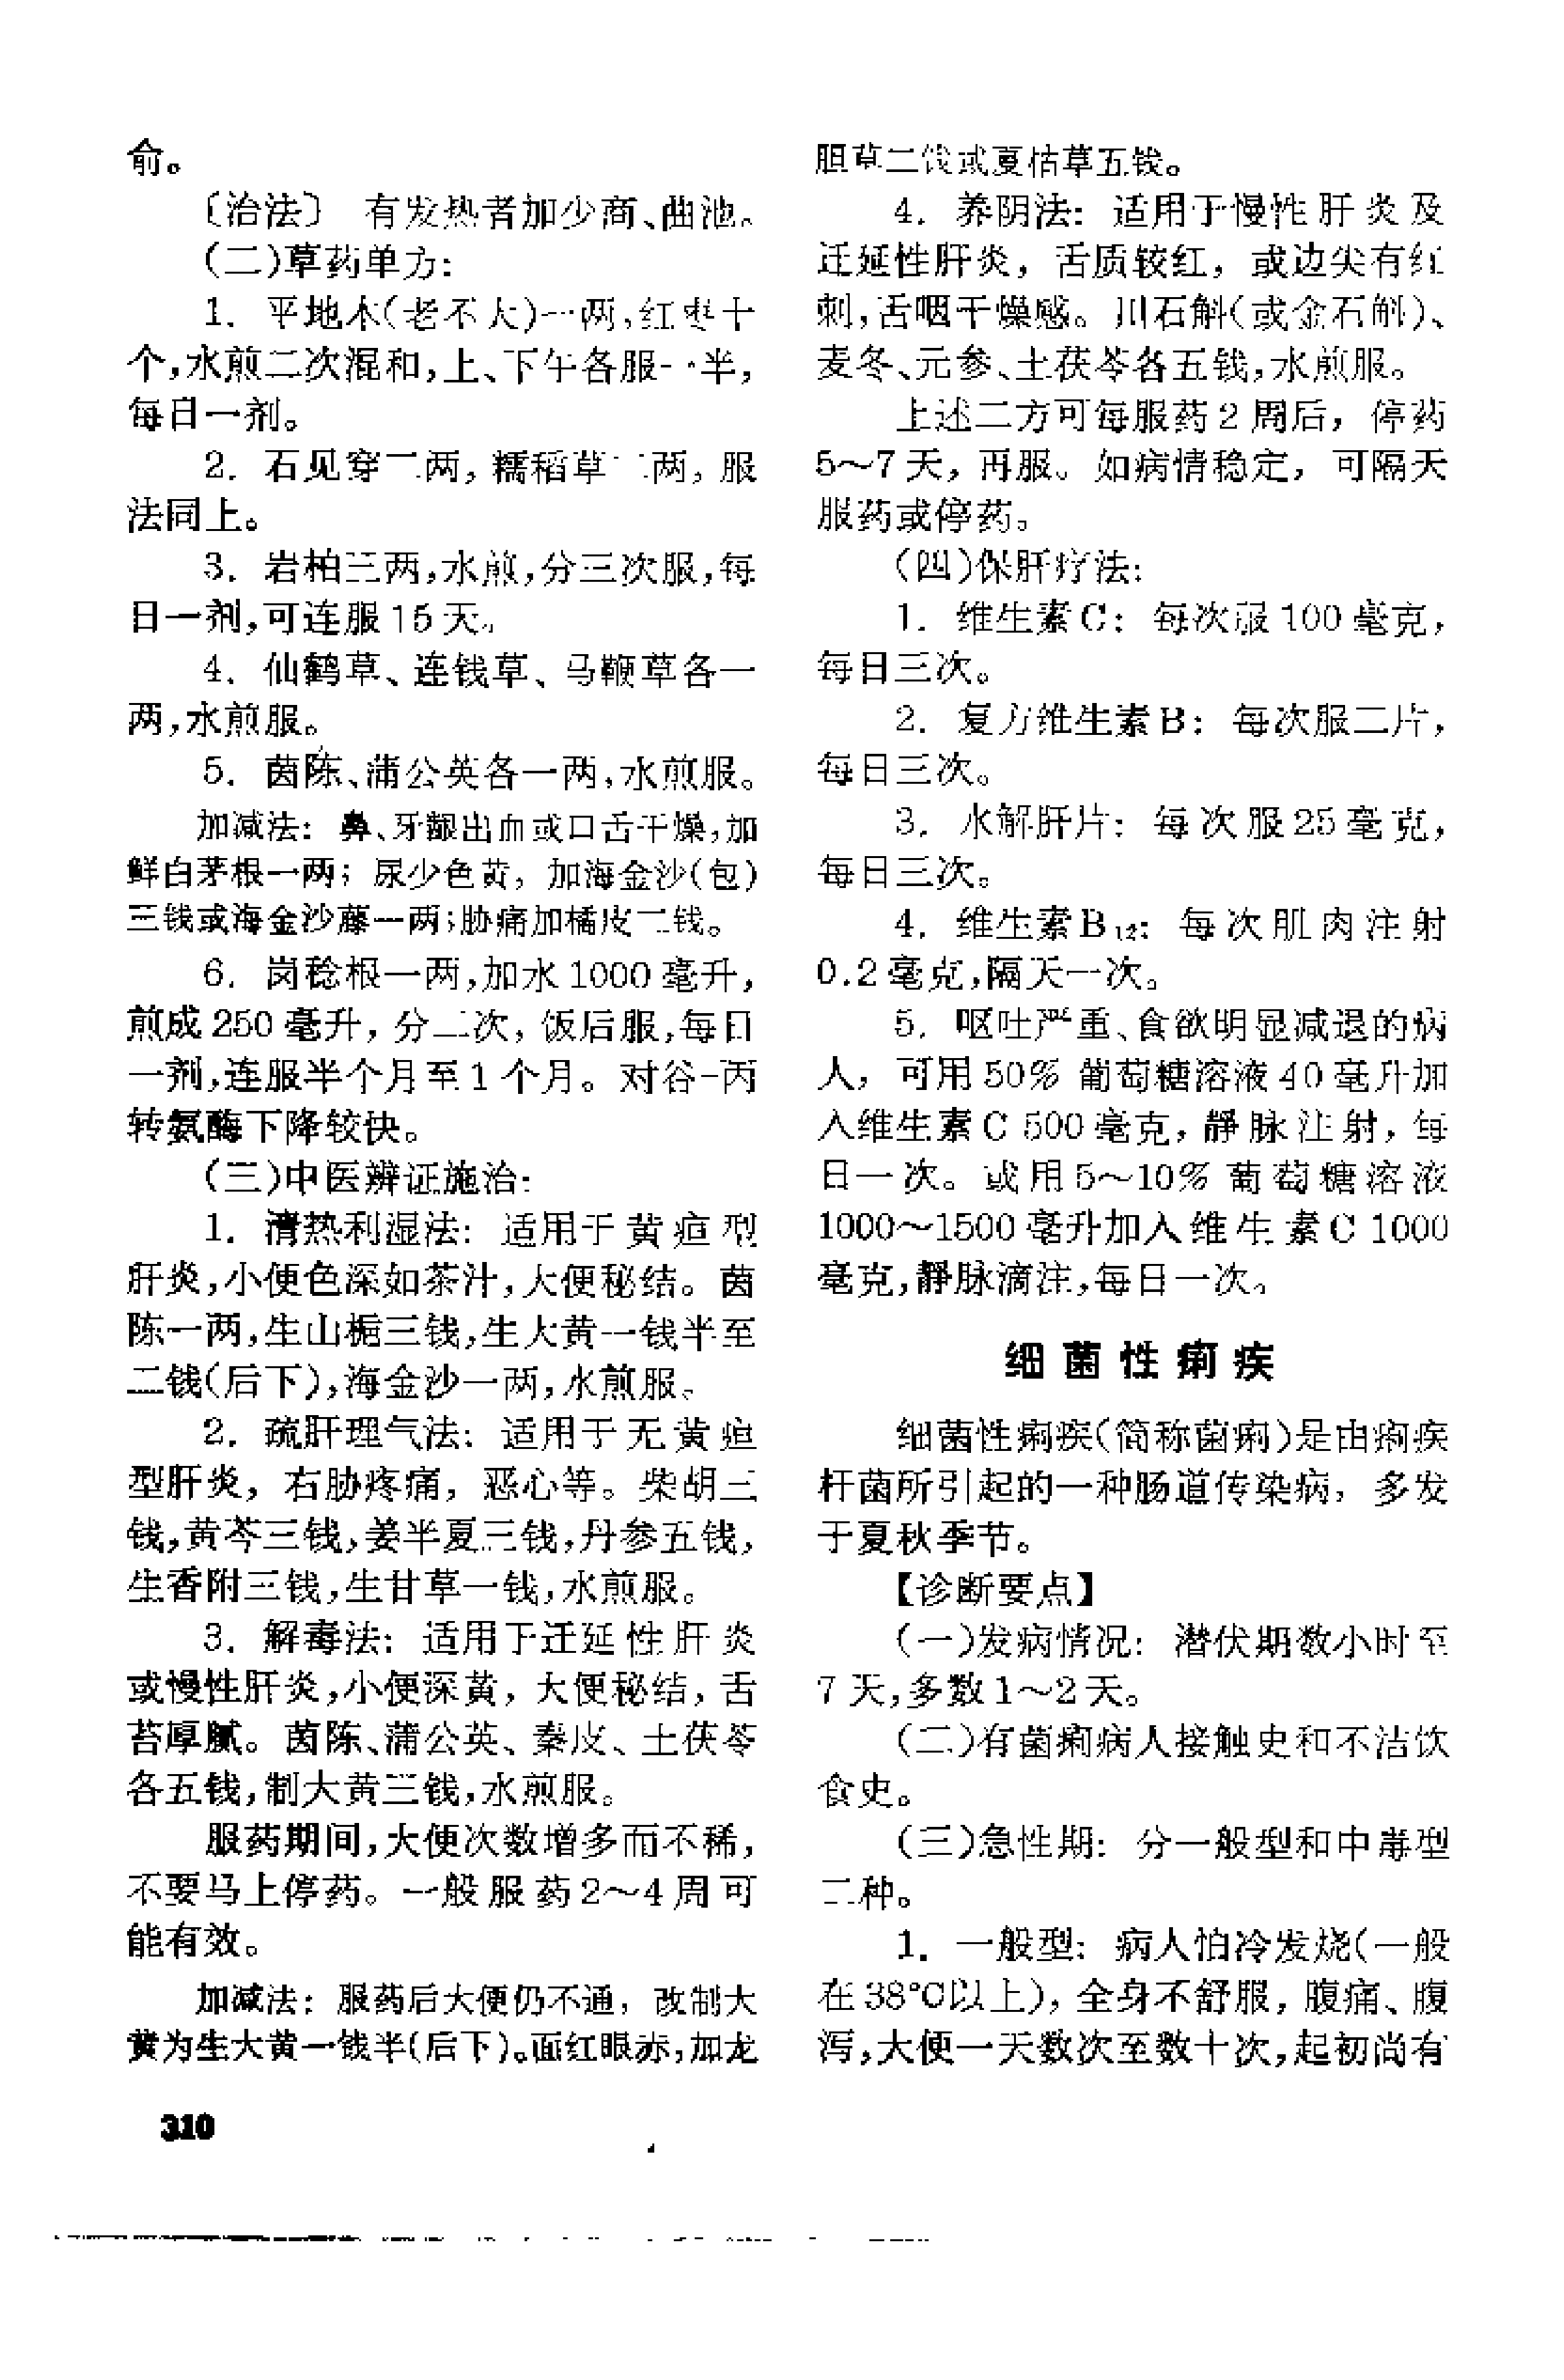 俞。
〔治法〕 有发热者加少商、曲池。
(二)草药单方:
1. 平地木(老不大)一两,红枣十
个,水煎二次混和,上、下午各服一半,
每日一剂。
2. 石见穿二两, 糯稻草二两, 服
法同上。
3. 岩柏三两,水煎,分三次服,每
日一剂,可连服15天。
4. 仙鹤草、连钱草、马鞭草各一
两,水煎服。
5. 茵陈、蒲公英各一两,水煎服。
加减法: 鼻、牙龈出血或口舌干燥,加
鲜白茅根一两; 尿少色黄, 加海金沙(包)
三钱或海金沙藤一两;胁痛加橘皮二钱。
6. 岗稔根一两,加水1000毫升,
煎成250毫升, 分二次, 饭后服,每日
一剂,连服半个月至1个月。对谷-丙
转氨酶下降较快。
(三)中医辨证施治:
1. 清热利湿法: 适用于黄疸型
肝炎,小便色深如茶汁,大便秘结。茵
陈一两,生山栀三钱,生大黄一钱半至
二钱(后下),海金沙一两,水煎服。
2. 疏肝理气法: 适用于无黄疸
型肝炎, 右胁疼痛, 恶心等。柴胡三
钱,黄芩三钱,姜半夏三钱,丹参五钱,
生香附三钱,生甘草一钱,水煎服。
3. 解毒法: 适用于迁延性肝炎
或慢性肝炎,小便深黄, 大便秘结, 舌
苔厚腻。茵陈、蒲公英、秦皮、土茯苓
各五钱,制大黄三钱,水煎服。
服药期间,大便次数增多而不稀,
不要马上停药。一般服药2～4周可
能有效。
加减法: 服药后大便仍不通, 改制大
黄为生大黄一钱半(后下)。面红眼赤,加龙
310
胆草二钱或夏枯草五钱。
4. 养阴法: 适用于慢性肝炎及
迁延性肝炎, 舌质较红, 或边尖有红
刺,舌咽干燥感。川石斛(或金石斛)、
麦冬、元参、土茯苓各五钱,水煎服。
上述二方可每服药2周后, 停药
5～7天, 再服。如病情稳定, 可隔天
服药或停药。
(四)保肝疗法:
1. 维生素C: 每次服100毫克,
每日三次。
2. 复方维生素B: 每次服二片,
每日三次。
3. 水解肝片: 每次服25毫克,
每日三次。
4. 维生素B₁₂: 每次肌肉注射
0.2毫克,隔天一次。
5. 呕吐严重、食欲明显减退的病
人, 可用50% 葡萄糖溶液40毫升加
入维生素C 500毫克, 静脉注射, 每
日一次。或用5～10% 葡萄糖溶液
1000～1500毫升加入维生素C 1000
毫克,静脉滴注,每日一次。
细菌性痢疾
细菌性痢疾(简称菌痢)是由痢疾
杆菌所引起的一种肠道传染病, 多发
于夏秋季节。
【诊断要点】
(一)发病情况: 潜伏期数小时至
7天,多数1～2天。
(二)有菌痢病人接触史和不洁饮
食史。
(三)急性期: 分一般型和中毒型
二种。
1. 一般型: 病人怕冷发烧(一般
在38°C以上), 全身不舒服, 腹痛、腹
泻,大便一天数次至数十次,起初尚有